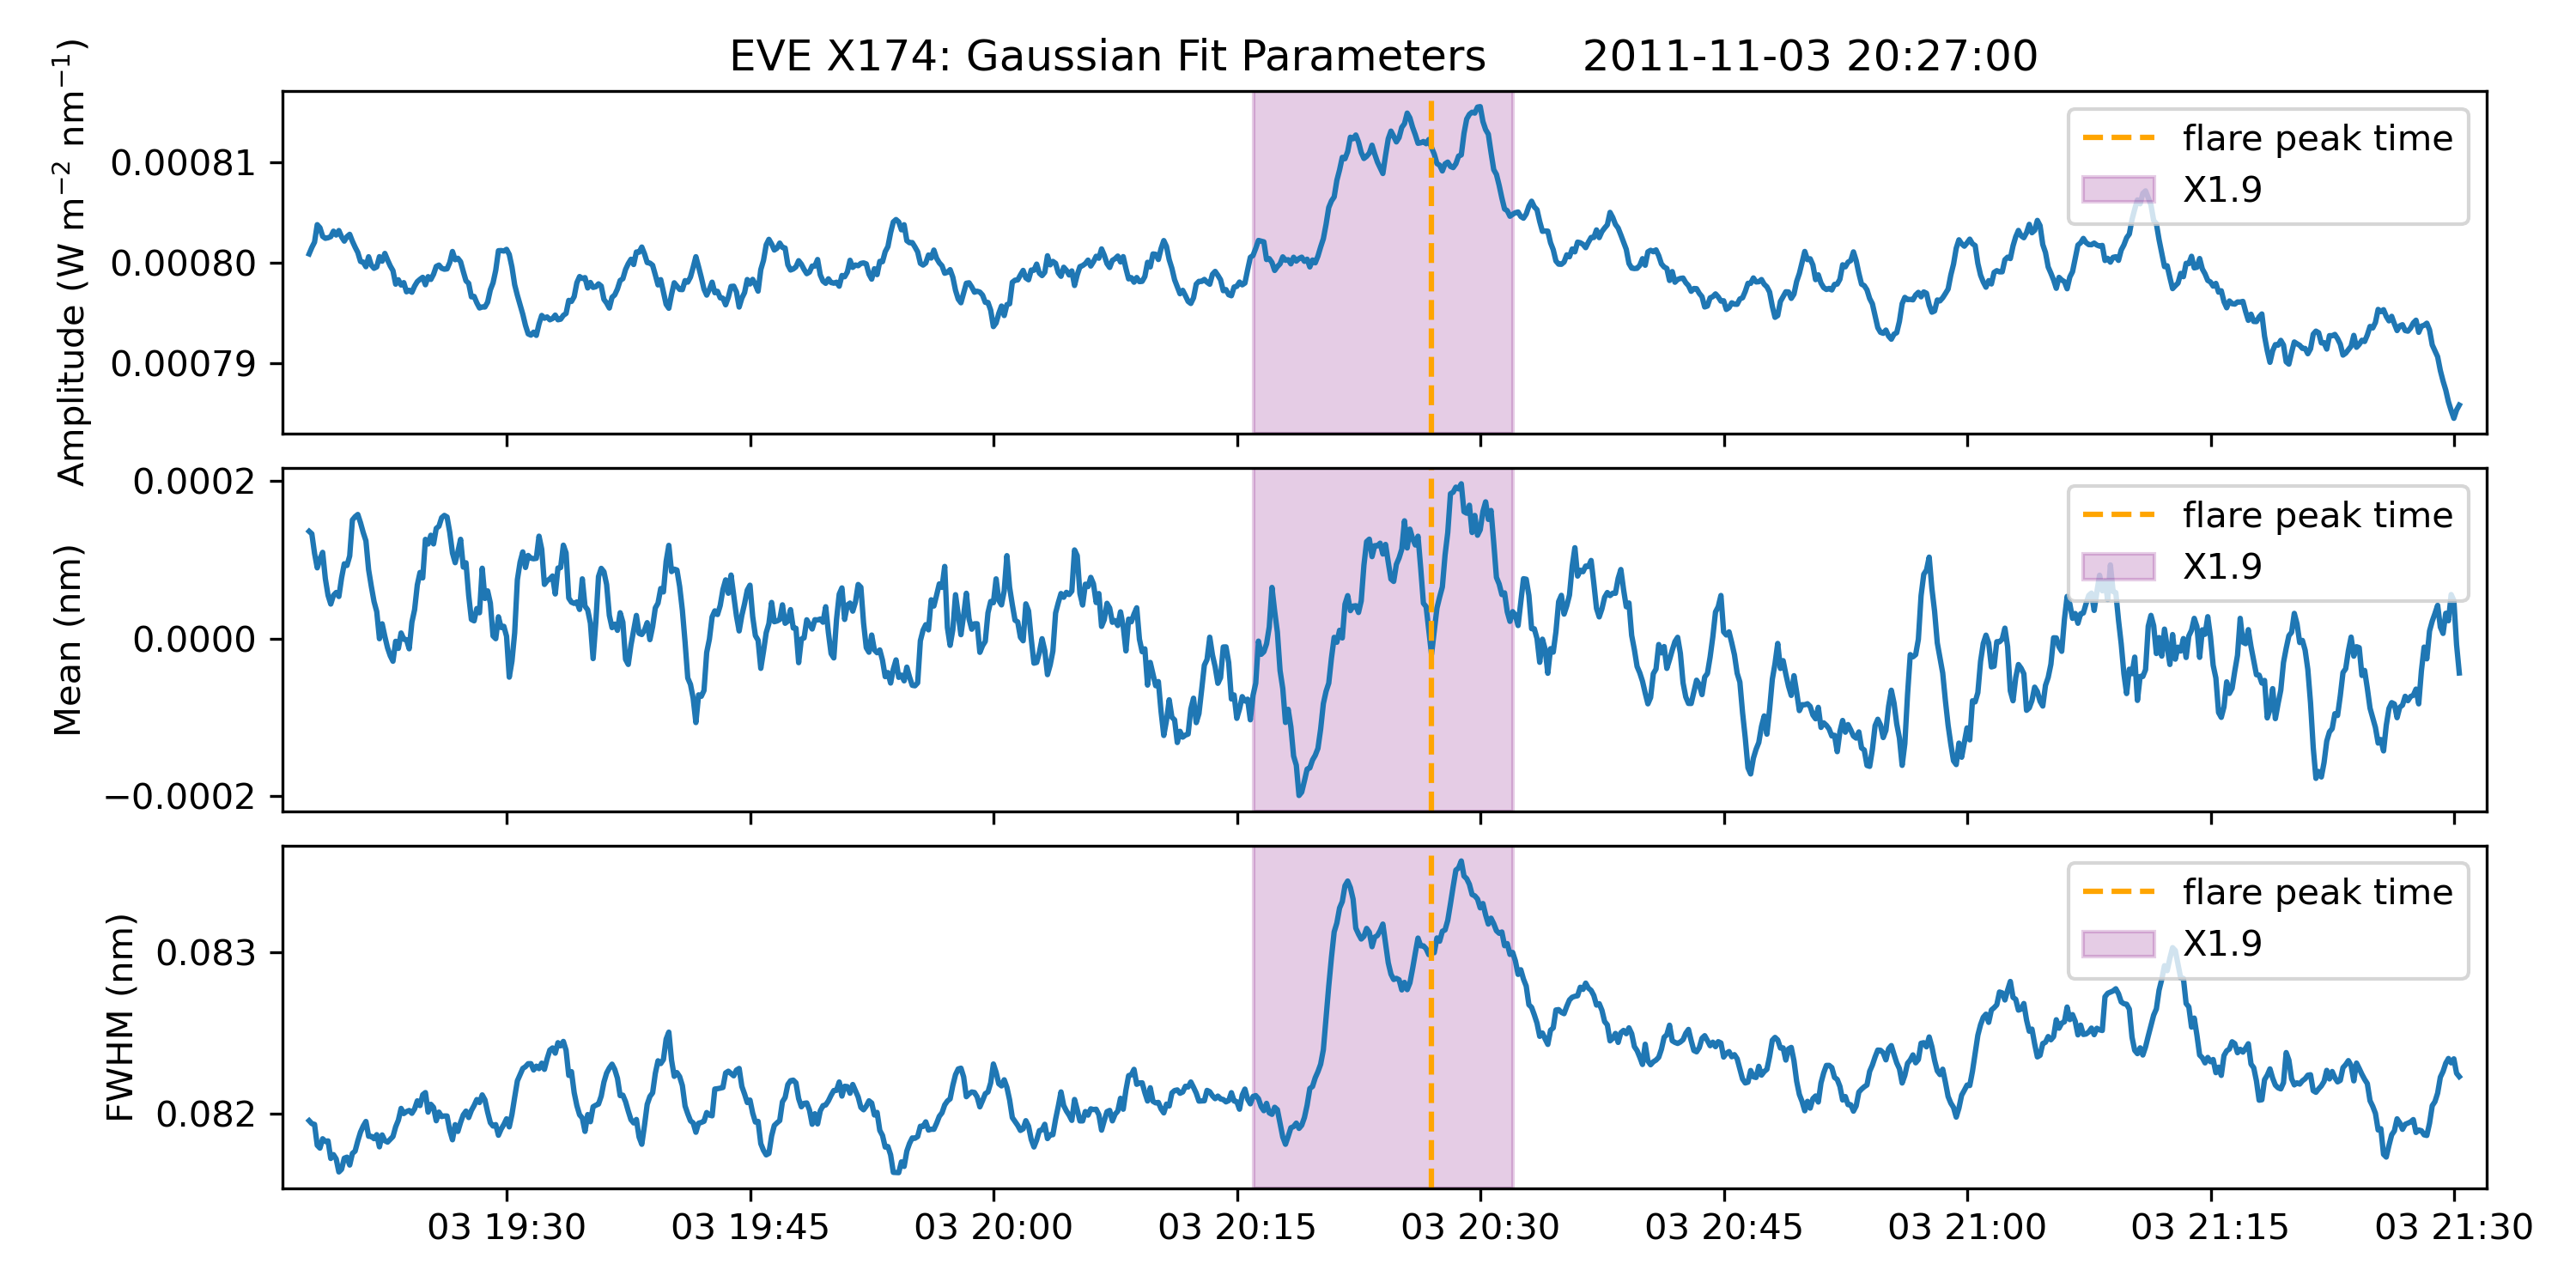 EVE X174: Gaussian Fit Parameters 2011-11-03 20:27:00
Amplitude (W m⁻² nm⁻¹)
0.00081
0.00080
0.00079
flare peak time
X1.9
Mean (nm)
0.0002
0.0000
−0.0002
flare peak time
X1.9
FWHM (nm)
0.083
0.082
flare peak time
X1.9
03 19:30 03 19:45 03 20:00 03 20:15 03 20:30 03 20:45 03 21:00 03 21:15 03 21:30